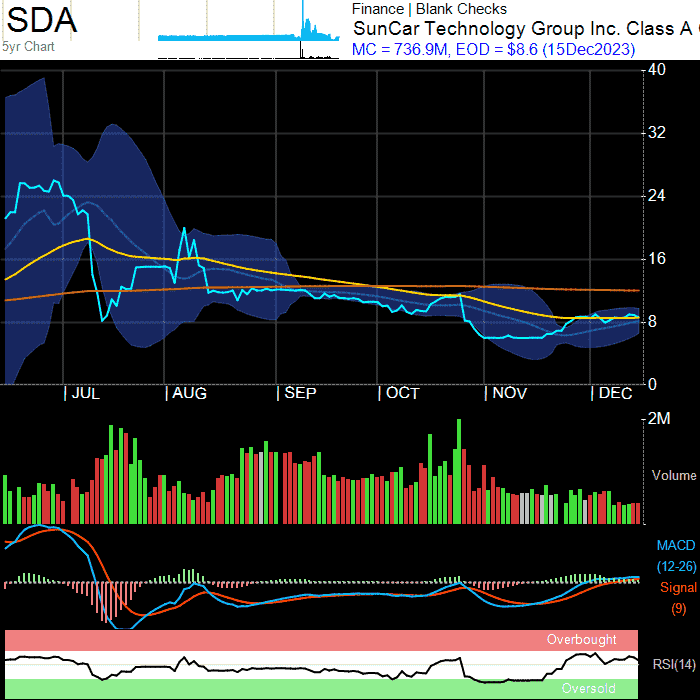 SDA
5yr Chart
Finance | Blank Checks
SunCar Technology Group Inc. Class A
MC = 736.9M, EOD = $8.6 (15Dec2023)
40
32
24
16
8
0
| JUL | AUG | SEP | OCT | NOV | DEC
2M
Volume
MACD
(12-26)
Signal
(9)
Overbought
RSI(14)
Oversold